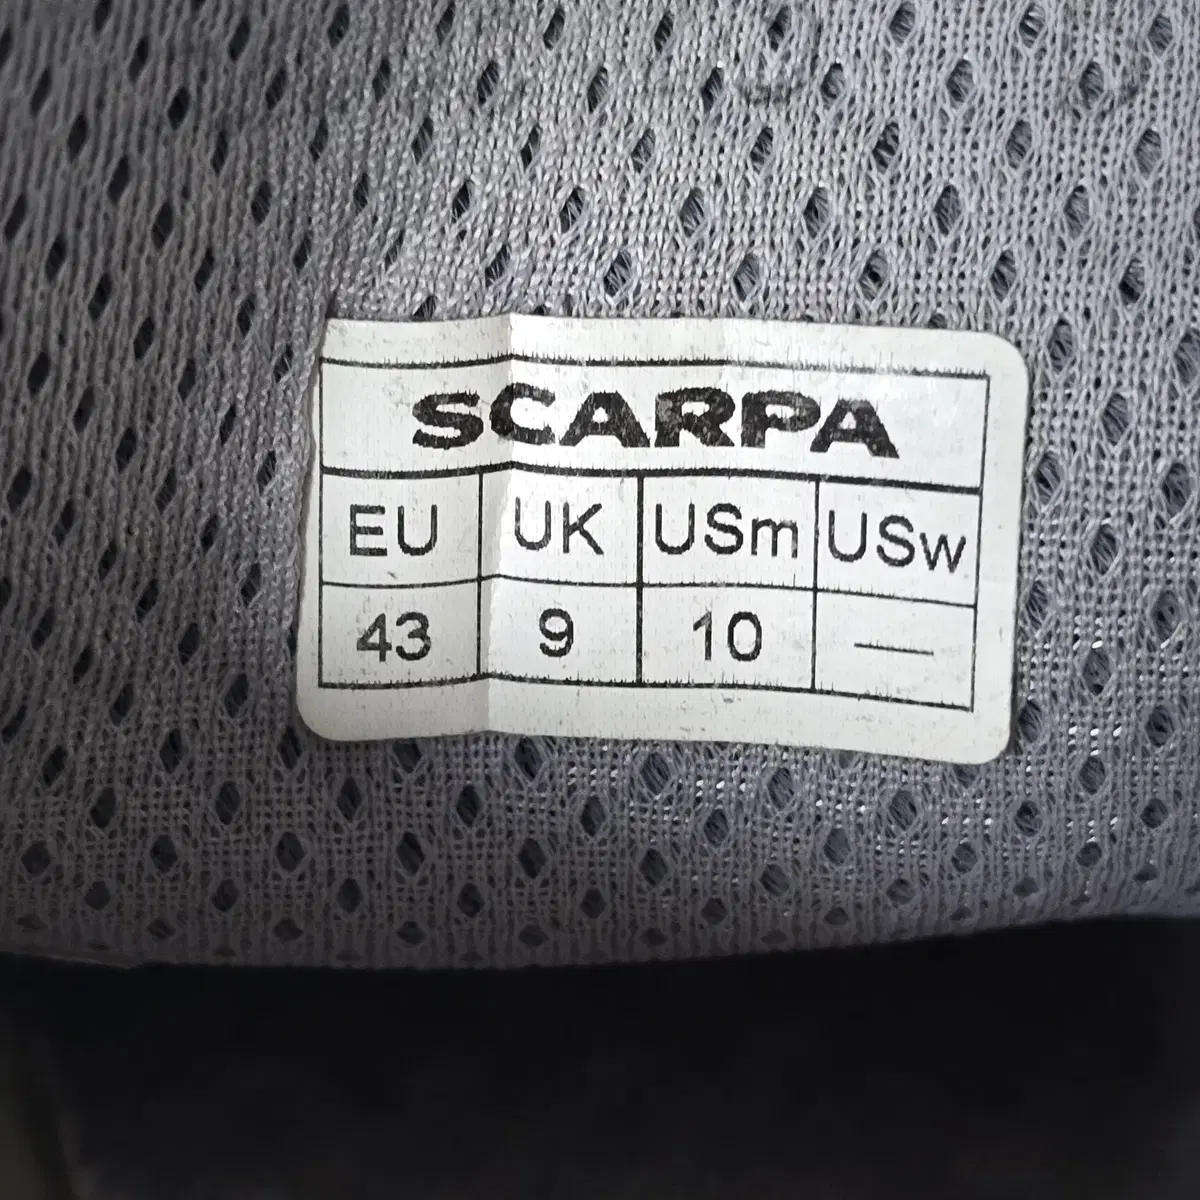 SCARPA
EU UK USm USw
43 9 10 —